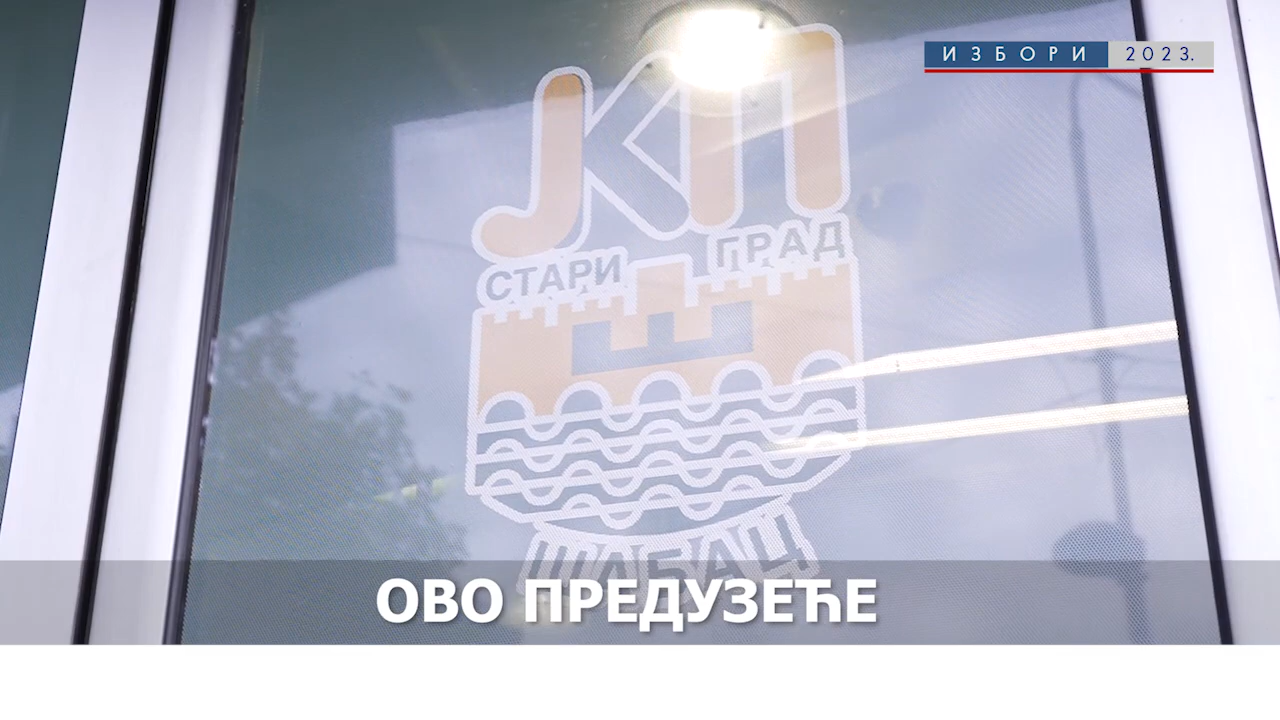 ИЗБОРИ 2023.
ЈКП
СТАРИ ГРАД
Ш
ШАБАЦ
ОВО ПРЕДУЗЕЋЕ